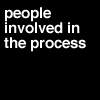 people
involved in
the process